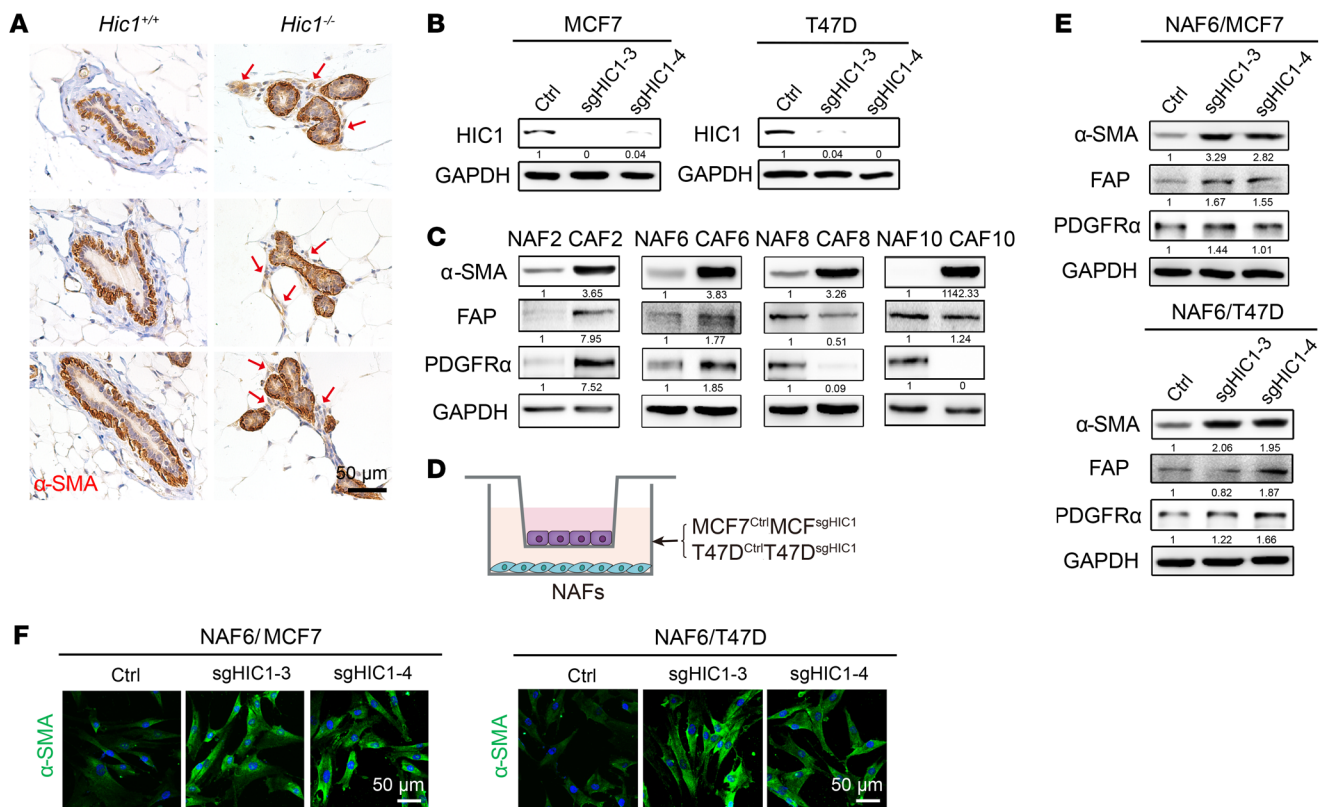 A
Hic1+/+ Hic1-/-
α-SMA
50 μm
B
MCF7 T47D
Ctrl sgHIC1-3 sgHIC1-4 Ctrl sgHIC1-3 sgHIC1-4
HIC1 HIC1
1 0 0.04 1 0.04 0
GAPDH GAPDH
C
NAF2 CAF2 NAF6 CAF6 NAF8 CAF8 NAF10 CAF10
α-SMA
1 3.65 1 3.83 1 3.26 1 1142.33
FAP
1 7.95 1 1.77 1 0.51 1 1.24
PDGFRα
1 7.52 1 1.85 1 0.09 1 0
GAPDH
D
MCF7Ctrl MCFsgHIC1
T47DCtrl T47DsgHIC1
NAFs
E
NAF6/MCF7
Ctrl sgHIC1-3 sgHIC1-4
α-SMA
1 3.29 2.82
FAP
1 1.67 1.55
PDGFRα
1 1.44 1.01
GAPDH
NAF6/T47D
Ctrl sgHIC1-3 sgHIC1-4
α-SMA
1 2.06 1.95
FAP
1 0.82 1.87
PDGFRα
1 1.22 1.66
GAPDH
F
NAF6/MCF7 NAF6/T47D
Ctrl sgHIC1-3 sgHIC1-4 Ctrl sgHIC1-3 sgHIC1-4
α-SMA α-SMA
50 μm 50 μm